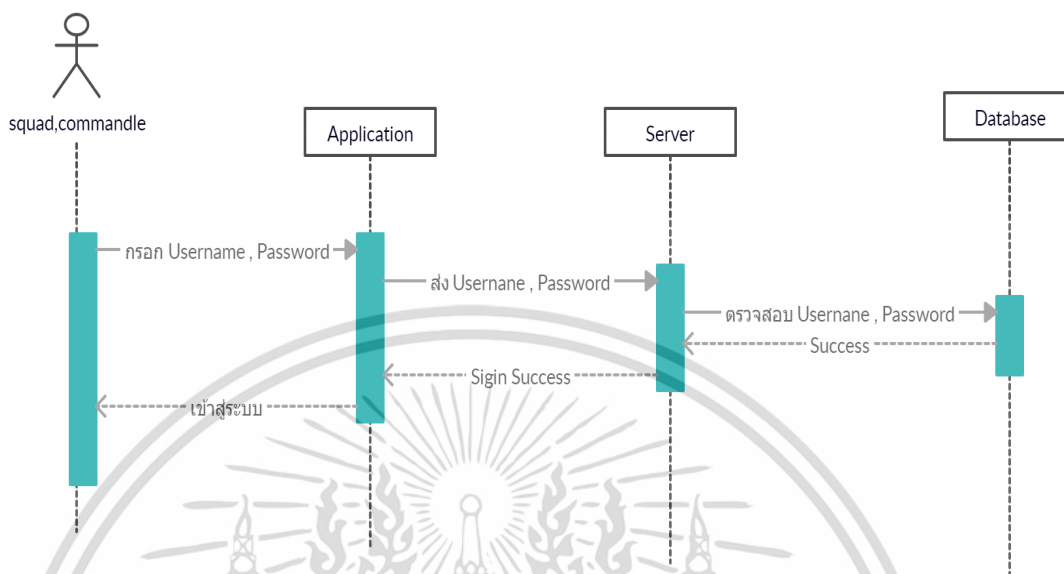 squad,commandle
Application
Server
Database
กรอก Username , Password
ส่ง Usernane , Password
ตรวจสอบ Usernane , Password
Success
Sigin Success
เข้าสู่ระบบ